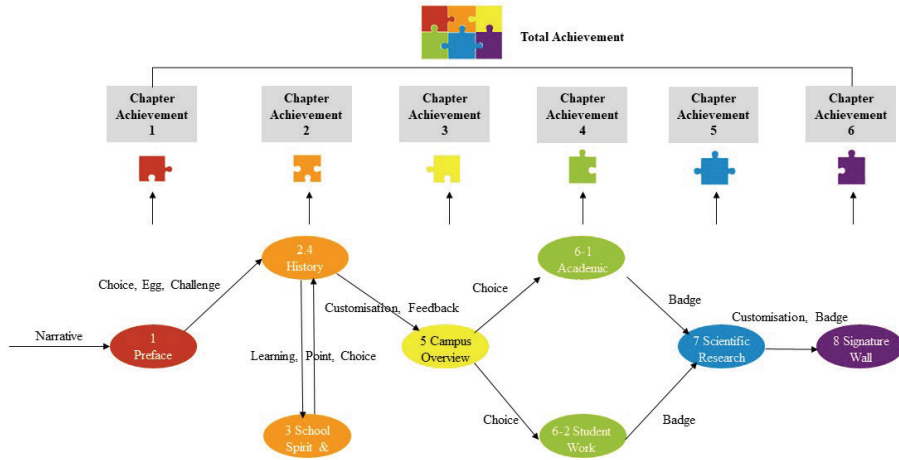 Total Achievement
Chapter
Achievement
1
Chapter
Achievement
2
Chapter
Achievement
3
Chapter
Achievement
4
Chapter
Achievement
5
Chapter
Achievement
6
2.4
History
6-1
Academic
Choice, Egg, Challenge
Choice
Customisation, Feedback
Badge
Customisation, Badge
Narrative
1
Preface
Learning, Point, Choice
5 Campus
Overview
7 Scientific
Research
8 Signature
Wall
Choice
Badge
3 School
Spirit &
6-2 Student
Work